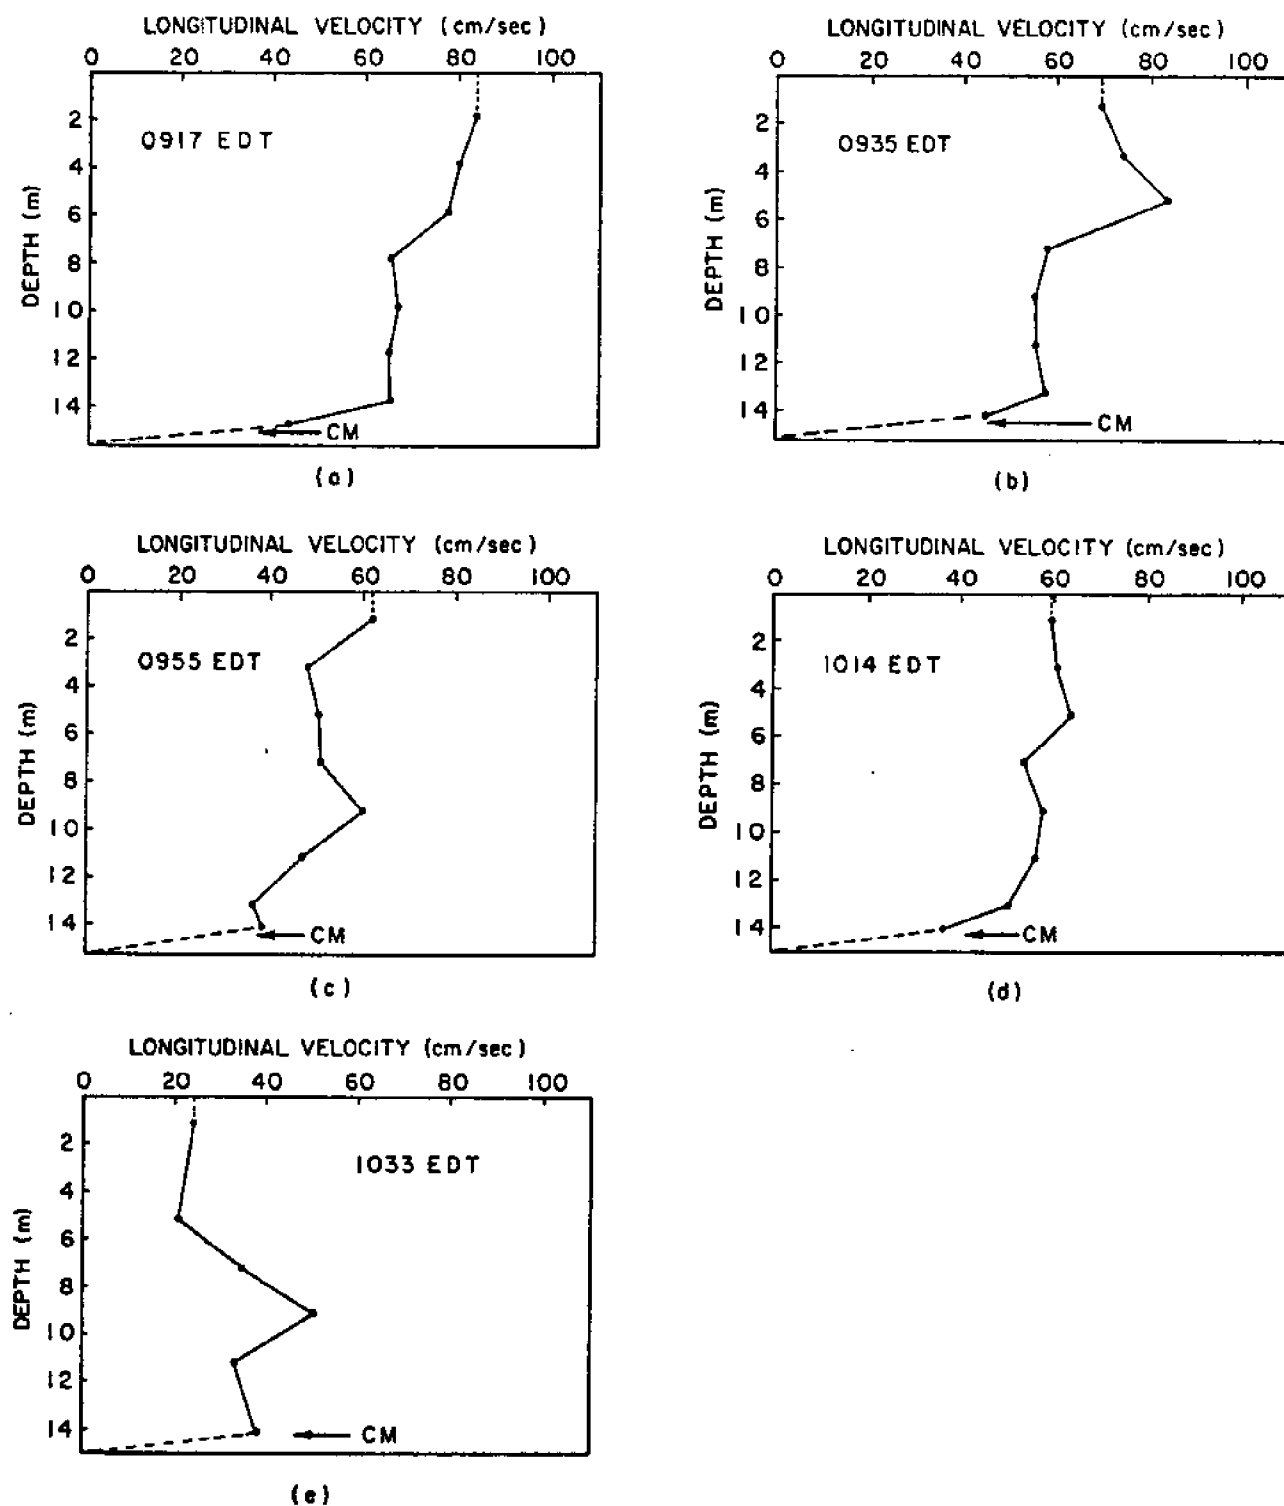 LONGITUDINAL VELOCITY (cm/sec)
0 20 40 60 80 100
DEPTH (m)
2
4
6
8
10
12
14
0917 EDT
CM
(a)
LONGITUDINAL VELOCITY (cm/sec)
0 20 40 60 80 100
DEPTH (m)
2
4
6
8
10
12
14
0935 EDT
CM
(b)
LONGITUDINAL VELOCITY (cm/sec)
0 20 40 60 80 100
DEPTH (m)
2
4
6
8
10
12
14
0955 EDT
CM
(c)
LONGITUDINAL VELOCITY (cm/sec)
0 20 40 60 80 100
DEPTH (m)
2
4
6
8
10
12
14
1014 EDT
CM
(d)
LONGITUDINAL VELOCITY (cm/sec)
0 20 40 60 80 100
DEPTH (m)
2
4
6
8
10
12
14
1033 EDT
CM
(e)